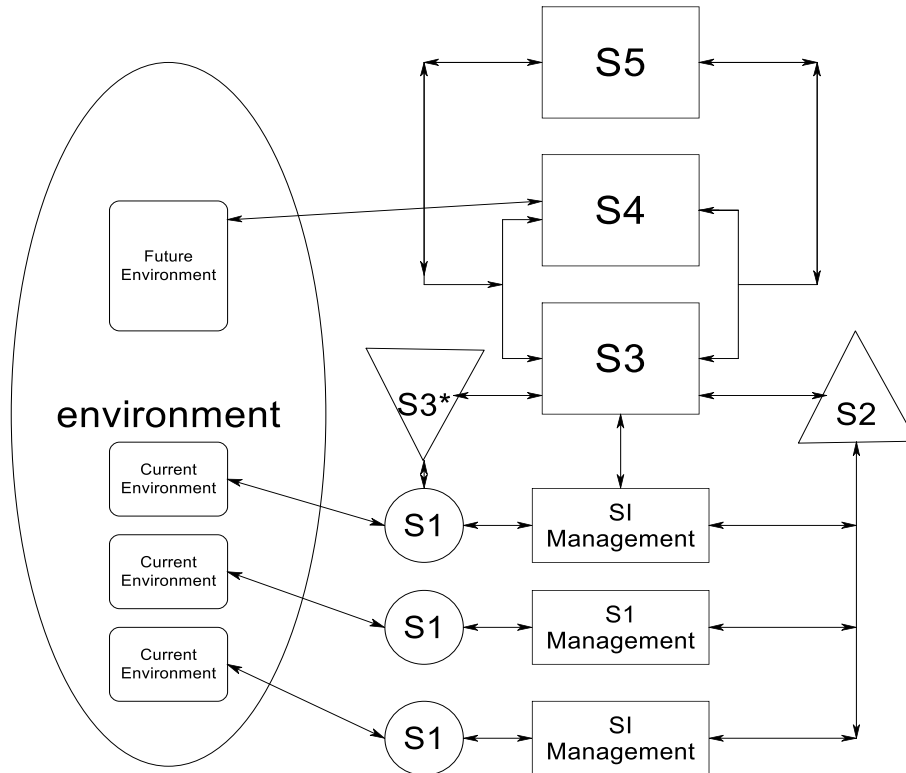 S5
S4
Future
Environment
S3
S3*
S2
environment
Current
Environment
S1
SI
Management
Current
Environment
S1
S1
Management
Current
Environment
S1
SI
Management